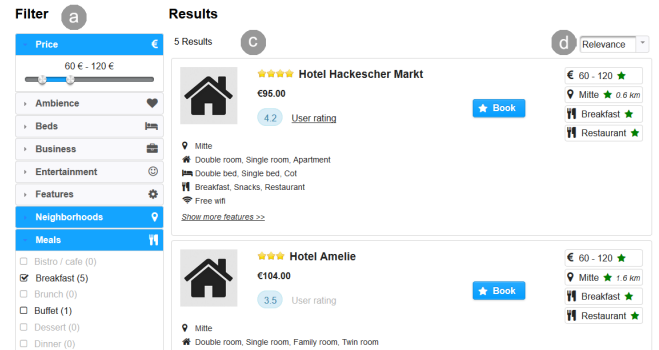 Filter a
Price €
60 € - 120 €
Ambience
Beds
Business
Entertainment
Features
Neighborhoods
Meals
Bistro / cafe (0)
Breakfast (5)
Brunch (0)
Buffet (1)
Dessert (0)
Dinner (0)
Results
5 Results c d Relevance
Hotel Hackescher Markt
€95.00
4.2 User rating
Mitte
Double room, Single room, Apartment
Double bed, Single bed, Cot
Breakfast, Snacks, Restaurant
Free wifi
Show more features >>
Book
€ 60 - 120
Mitte 0.6 km
Breakfast
Restaurant
Hotel Amelie
€104.00
3.5 User rating
Mitte
Double room, Single room, Family room, Twin room
Book
€ 60 - 120
Mitte 1.6 km
Breakfast
Restaurant